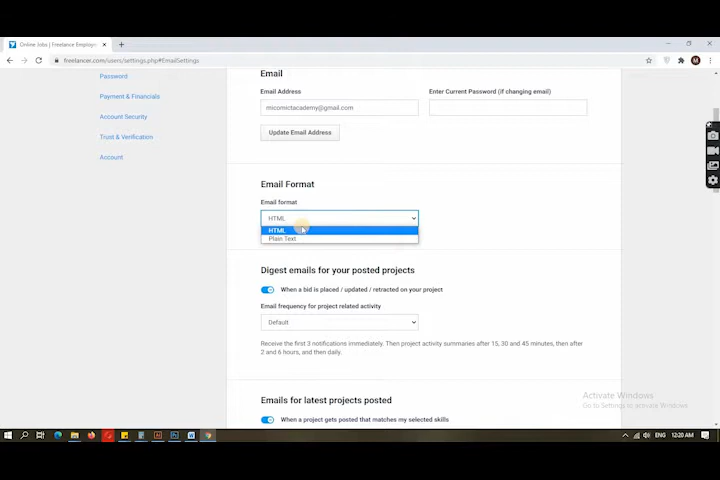 Online Jobs | Freelance Employm
freelancer.com/users/settings.php#EmailSettings
Password
Payment & Financials
Account Security
Trust & Verification
Account
Email
Email Address
Enter Current Password (if changing email)
micomictacademy@gmail.com
Update Email Address
Email Format
Email format
HTML
HTML
Plain Text
Digest emails for your posted projects
When a bid is placed / updated / retracted on your project
Email frequency for project related activity
Default
Receive the first 3 notifications immediately. Then project activity summaries after 15, 30 and 45 minutes, then after
2 and 6 hours, and then daily.
Emails for latest projects posted
When a project gets posted that matches my selected skills
Activate Windows
Go to Settings to activate Windows.
ENG
12:20 AM